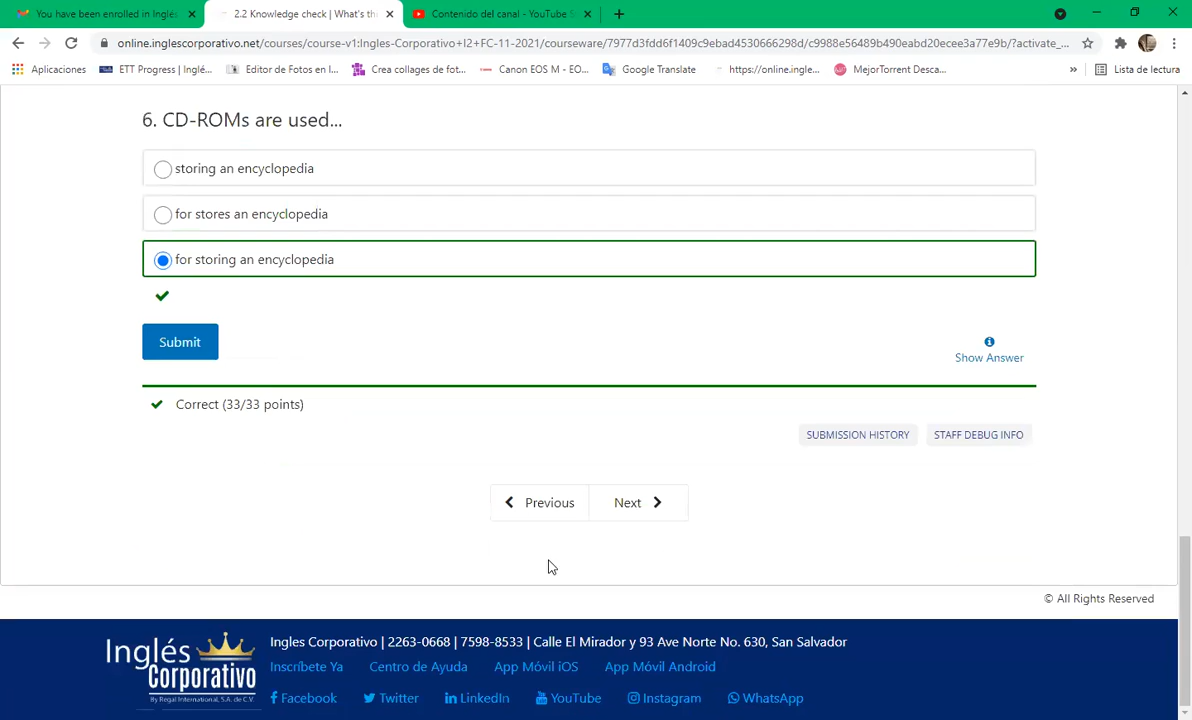 You have been enrolled in Inglés
2.2 Knowledge check | What's th
Contenido del canal - YouTube S
online.inglescorporativo.net/courses/course-v1:Ingles-Corporativo+I2+FC-11-2021/courseware/7977d3fdd6f1409c9ebad4530666298d/c9988e56489b490eabd20ecee3a77e9b/?activate_...
Aplicaciones
ETT Progress | Inglé...
Editor de Fotos en l...
Crea collages de fot...
Canon EOS M - EO...
Google Translate
https://online.ingle...
MejorTorrent Desca...
»
Lista de lectura
6. CD-ROMs are used...
storing an encyclopedia
for stores an encyclopedia
for storing an encyclopedia
Submit
Show Answer
Correct (33/33 points)
SUBMISSION HISTORY
STAFF DEBUG INFO
Previous
Next
© All Rights Reserved
Inglés Corporativo
By Regal International, S.A. de C.V.
Ingles Corporativo | 2263-0668 | 7598-8533 | Calle El Mirador y 93 Ave Norte No. 630, San Salvador
Inscríbete Ya Centro de Ayuda App Móvil iOS App Móvil Android
Facebook Twitter LinkedIn YouTube Instagram WhatsApp